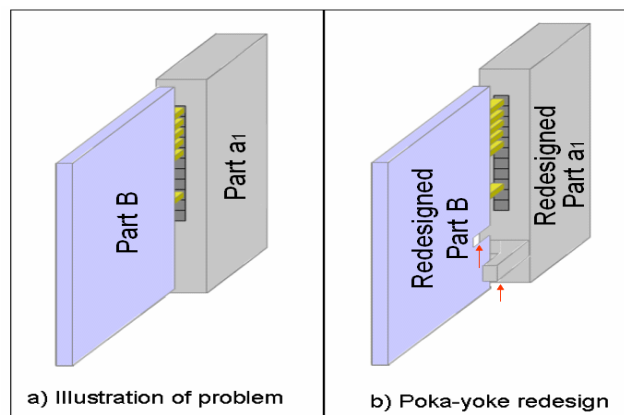 Part B
Part a1
a) Illustration of problem
Redesigned
Part B
Redesigned
Part a1
b) Poka-yoke redesign